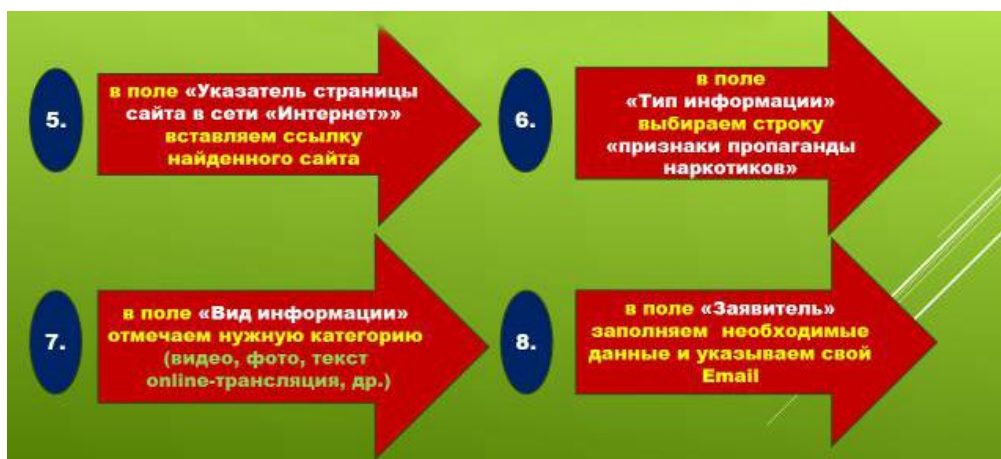 5.
в поле «Указатель страницы
сайта в сети «Интернет»»
вставляем ссылку
найденного сайта
6.
в поле
«Тип информации»
выбираем строку
«признаки пропаганды
наркотиков»
7.
в поле «Вид информации»
отмечаем нужную категорию
(видео, фото, текст
online-трансляция, др.)
8.
в поле «Заявитель»
заполняем необходимые
данные и указываем свой
Email